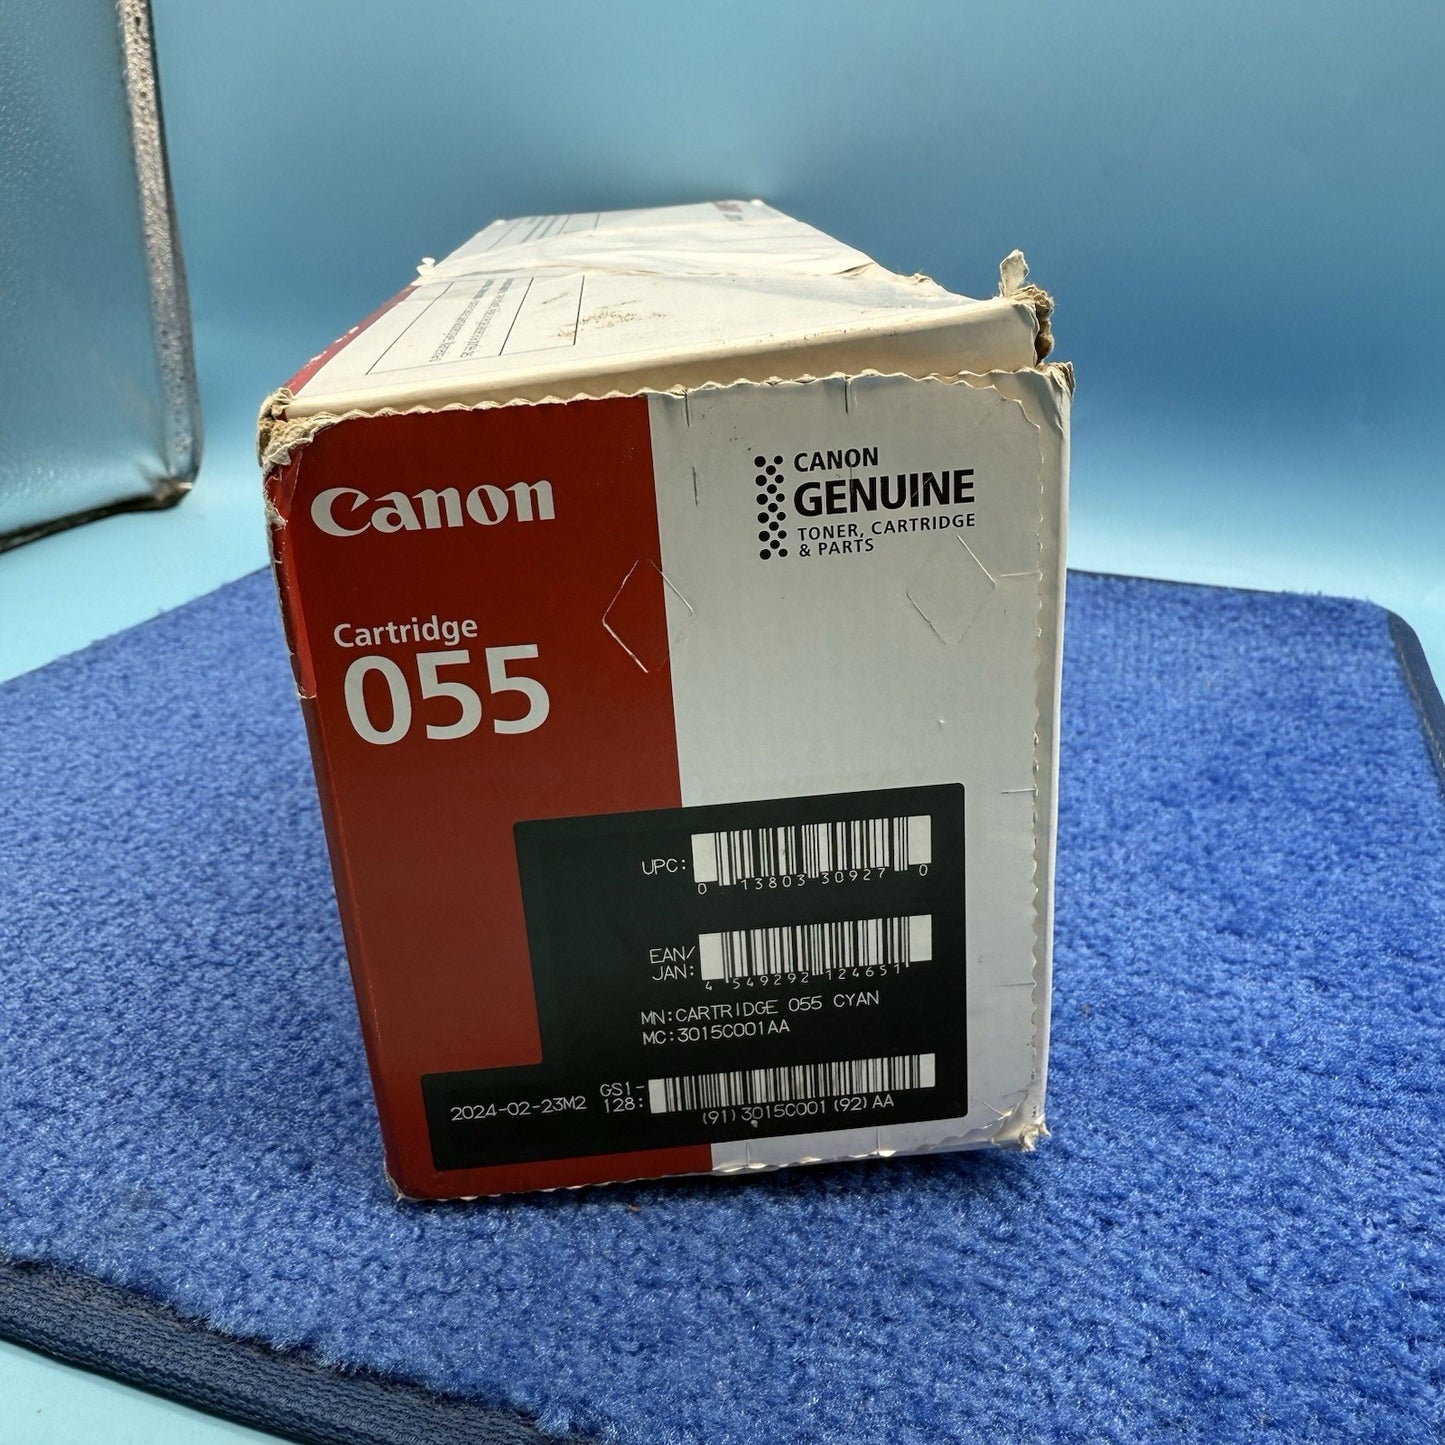 Canon
CANON
GENUINE
TONER, CARTRIDGE
& PARTS
Cartridge
055
UPC:
0 13803 30927 0
EAN/
JAN:
4 549292 124651
MN:CARTRIDGE 055 CYAN
MC:3015C001AA
2024-02-23M2
GS1-
128:
(91) 3015C001 (92) AA